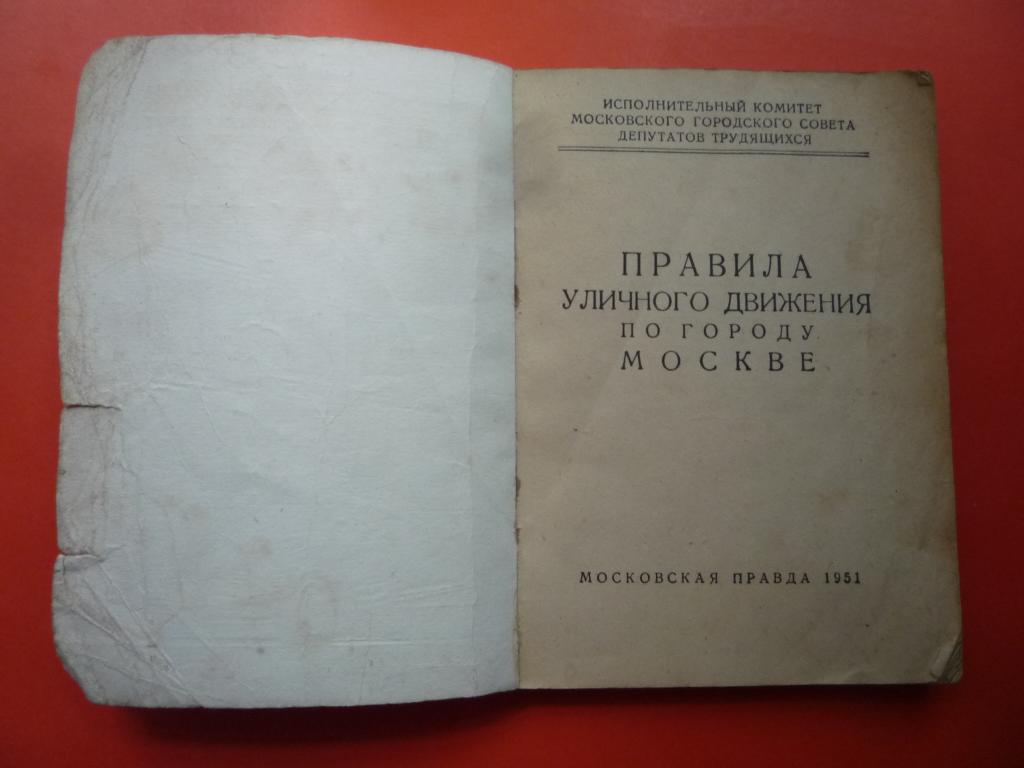 ИСПОЛНИТЕЛЬНЫЙ КОМИТЕТ
МОСКОВСКОГО ГОРОДСКОГО СОВЕТА
ДЕПУТАТОВ ТРУДЯЩИХСЯ
ПРАВИЛА
УЛИЧНОГО ДВИЖЕНИЯ
ПО ГОРОДУ
МОСКВЕ
МОСКОВСКАЯ ПРАВДА 1951